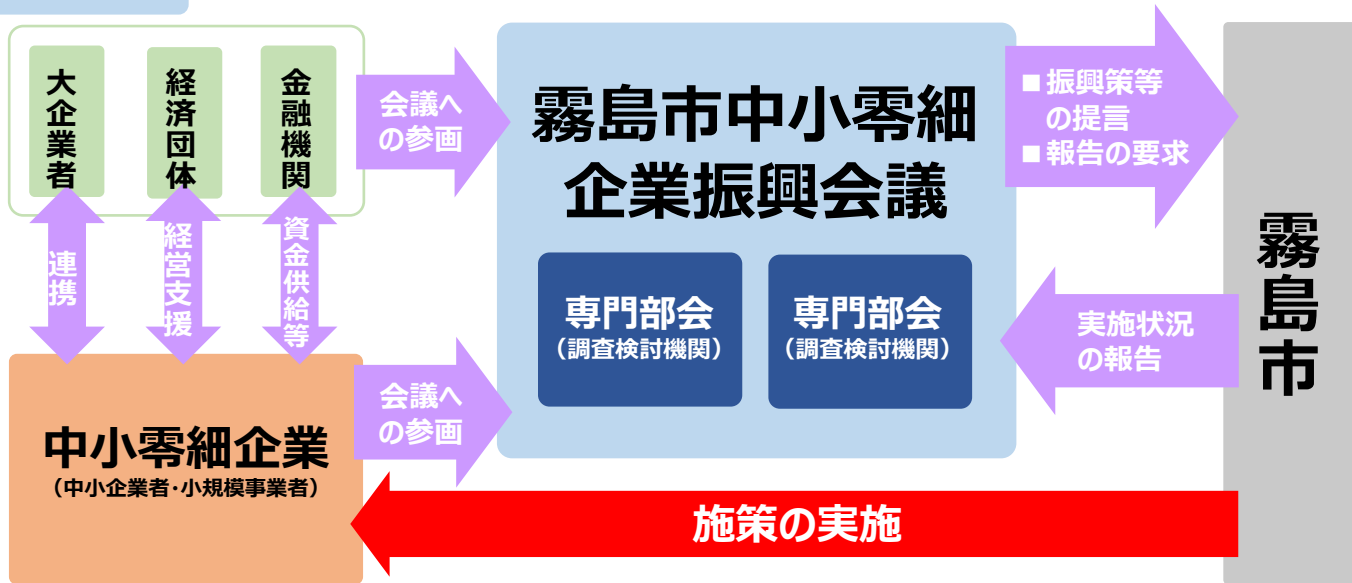 大企業者
経済団体
金融機関
連携
経営支援
資金供給等
中小零細企業
（中小企業者・小規模事業者）
会議へ
の参画
会議へ
の参画
霧島市中小零細
企業振興会議
専門部会
（調査検討機関）
専門部会
（調査検討機関）
■振興策等
の提言
■報告の要求
実施状況
の報告
施策の実施
霧島市